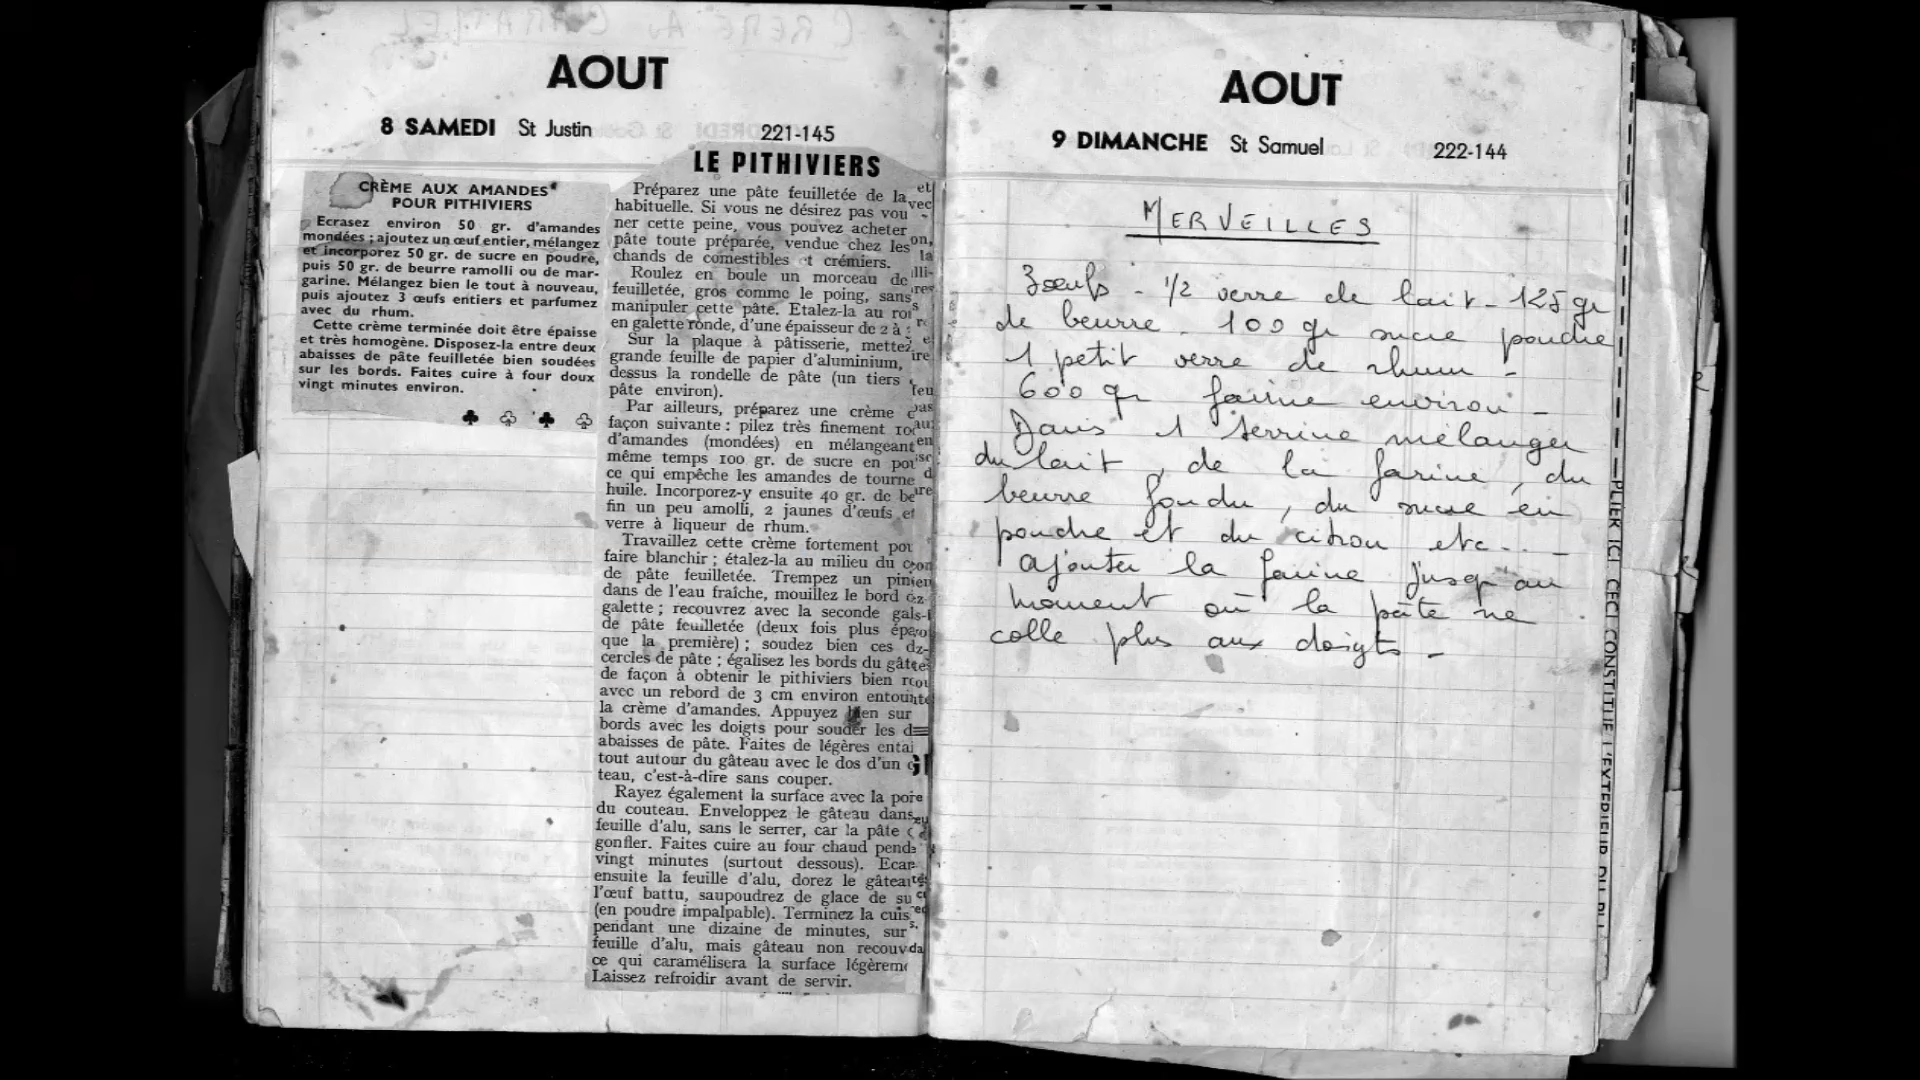 AOUT
8 SAMEDI St Justin 221-145
CRÈME AUX AMANDES
POUR PITHIVIERS
Ecrasez environ 50 gr. d'amandes
mondées ; ajoutez un œuf entier, mélangez
et incorporez 50 gr. de sucre en poudre,
puis 50 gr. de beurre ramolli ou de mar-
garine. Mélangez bien le tout à nouveau,
puis ajoutez 3 œufs entiers et parfumez
avec du rhum.
Cette crème terminée doit être épaisse
et très homogène. Disposez-la entre deux
abaisses de pâte feuilletée bien soudées
sur les bords. Faites cuire à four doux
vingt minutes environ.
LE PITHIVIERS
Préparez une pâte feuilletée de la
habituelle. Si vous ne désirez pas vou
ner cette peine, vous pouvez acheter
pâte toute préparée, vendue chez les
chands de comestibles et crémiers.
Roulez en boule un morceau de
feuilletée, gros comme le poing, sans
manipuler cette pâte. Etalez-la au
en galette ronde, d'une épaisseur de 2 à
Sur la plaque à pâtisserie, mettez
grande feuille de papier d'aluminium,
dessus la rondelle de pâte (un tiers
pâte environ).
Par ailleurs, préparez une crème
façon suivante : pilez très finement
d'amandes (mondées) en mélangeant
même temps 100 gr. de sucre en
ce qui empêche les amandes de tourne
huile. Incorporez-y ensuite 40 gr. de
fin un peu amolli, 2 jaunes d'œufs et
verre à liqueur de rhum.
Travaillez cette crème fortement
faire blanchir ; étalez-la au milieu du
de pâte feuilletée. Trempez un
dans de l'eau fraîche, mouillez le bord
galette ; recouvrez avec la seconde
de pâte feuilletée (deux fois plus
que la première) ; soudez bien ces
cercles de pâte ; égalisez les bords du
de façon à obtenir le pithiviers bien
avec un rebord de 3 cm environ
la crème d'amandes. Appuyez bien sur
bords avec les doigts pour souder les
abaisses de pâte. Faites de légères
tout autour du gâteau avec le dos d'un
teau, c'est-à-dire sans couper.
Rayez également la surface avec la
du couteau. Enveloppez le gâteau dans
feuille d'alu, sans le serrer, car la pâte
gonfler. Faites cuire au four chaud
vingt minutes (surtout dessous).
ensuite la feuille d'alu, dorez le
l'œuf battu, saupoudrez de glace de
(en poudre impalpable). Terminez la
pendant une dizaine de minutes, sur
feuille d'alu, mais gâteau non
ce qui caramélisera la surface
Laissez refroidir avant de servir.
AOUT
9 DIMANCHE St Samuel 222-144
MERVEILLES
3 œufs - 1/2 verre de lait - 125 gr
de beurre - 100 gr sucre poudre
1 petit verre de rhum -
600 gr farine environ -
Dans 1 terrine mélanger
du lait, de la farine, du
beurre fondu, du sucre en
poudre et du citron etc... -
Ajouter la farine jusqu'au
moment où la pâte ne
colle plus aux doigts -
PLIER ICI CECI CONSTITUE L'EXTERIEUR DU PLI